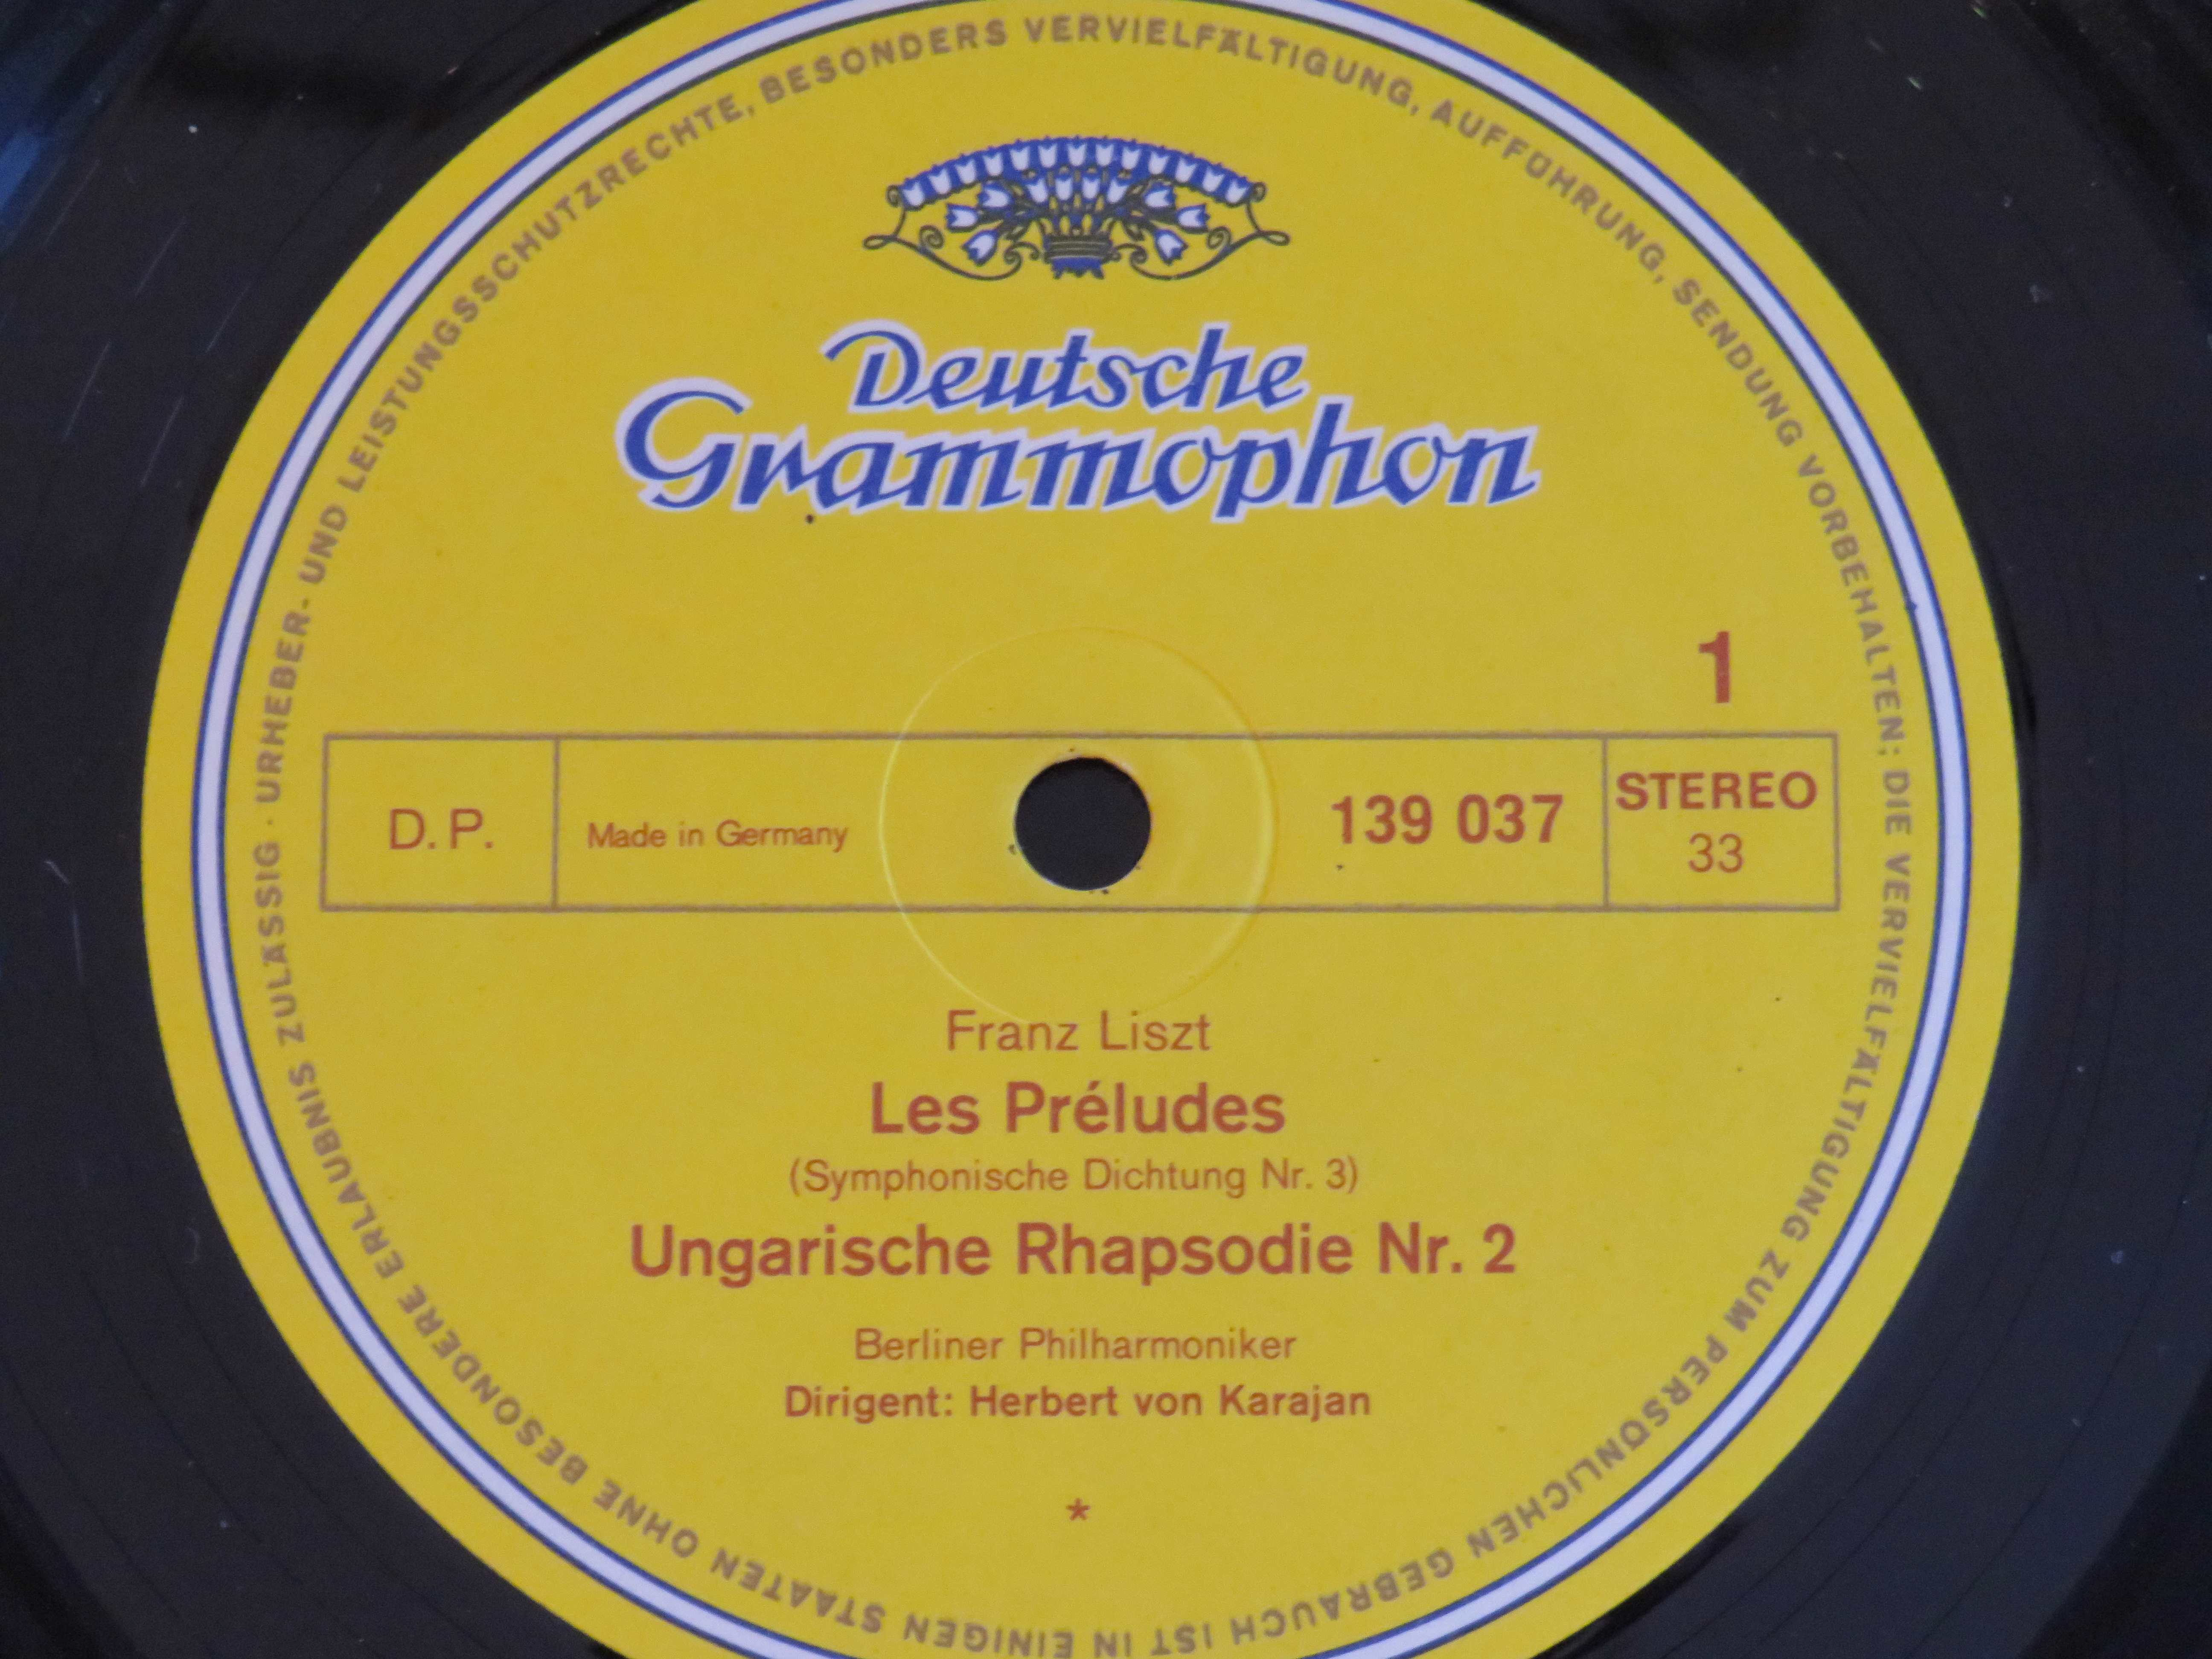 URHEBER- UND LEISTUNGSSCHUTZRECHTE, BESONDERS VERVIELFÄLTIGUNG, AUFFÜHRUNG, SENDUNG VORBEHALTEN; DIE VERVIELFÄLTIGUNG ZUM PERSÖNLICHEN GEBRAUCH IST IN EINIGEN STAATEN OHNE BESONDERE ERLAUBNIS ZULÄSSIG ·
Deutsche
Grammophon
1
D.P.
Made in Germany
139 037
STEREO
33
Franz Liszt
Les Préludes
(Symphonische Dichtung Nr. 3)
Ungarische Rhapsodie Nr. 2
Berliner Philharmoniker
Dirigent: Herbert von Karajan
*